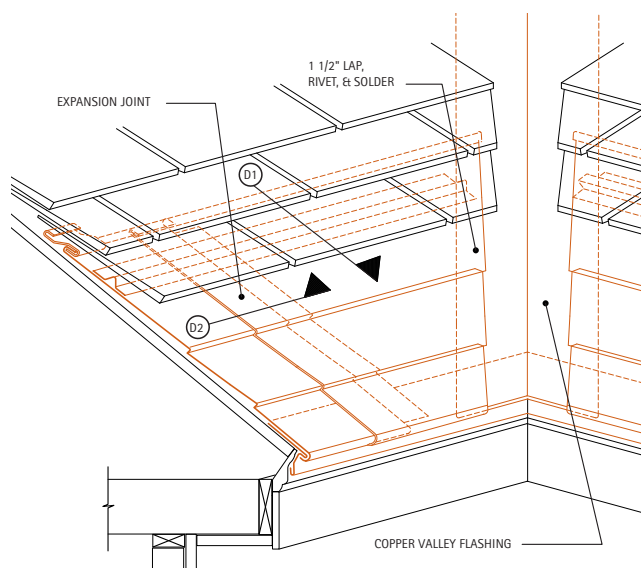 1 1/2" LAP,
RIVET, & SOLDER
EXPANSION JOINT
D1
D2
COPPER VALLEY FLASHING